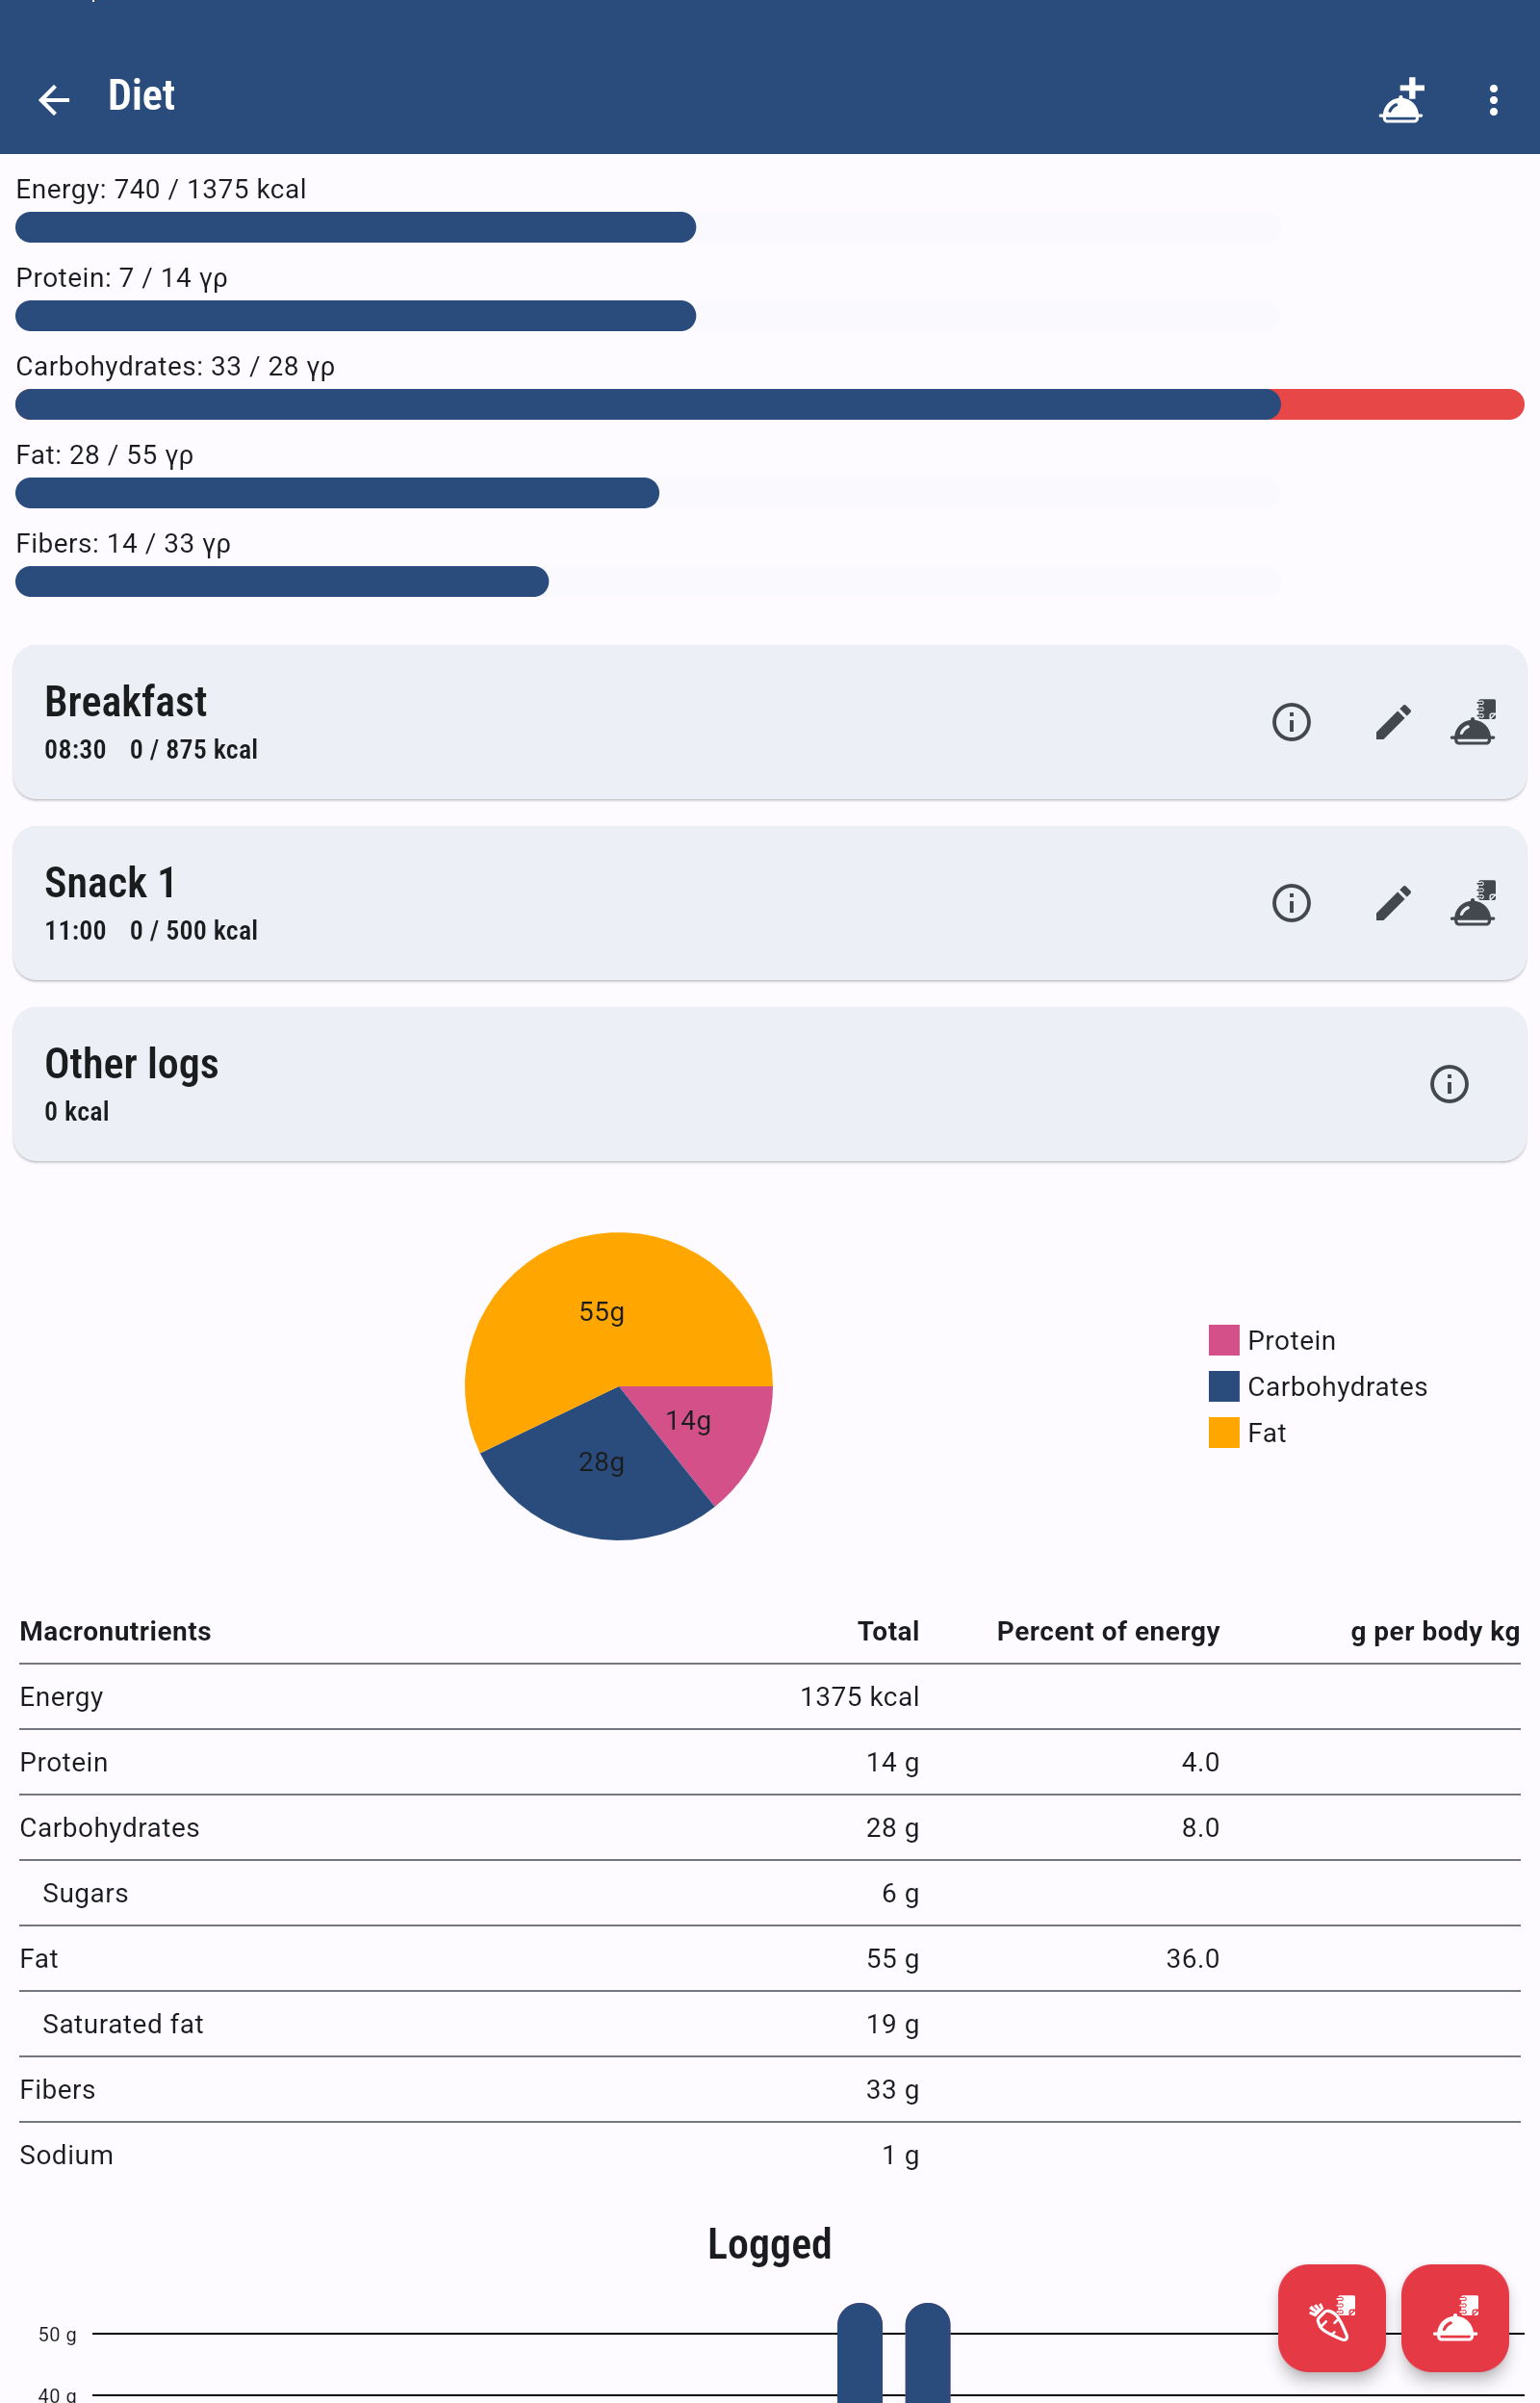 Diet
Energy: 740 / 1375 kcal
Protein: 7 / 14 γρ
Carbohydrates: 33 / 28 γρ
Fat: 28 / 55 γρ
Fibers: 14 / 33 γρ
Breakfast
08:30 0 / 875 kcal
Snack 1
11:00 0 / 500 kcal
Other logs
0 kcal
55g
14g
28g
Protein
Carbohydrates
Fat
Macronutrients Total Percent of energy g per body kg
Energy 1375 kcal
Protein 14 g 4.0
Carbohydrates 28 g 8.0
Sugars 6 g
Fat 55 g 36.0
Saturated fat 19 g
Fibers 33 g
Sodium 1 g
Logged
50 g
40 g